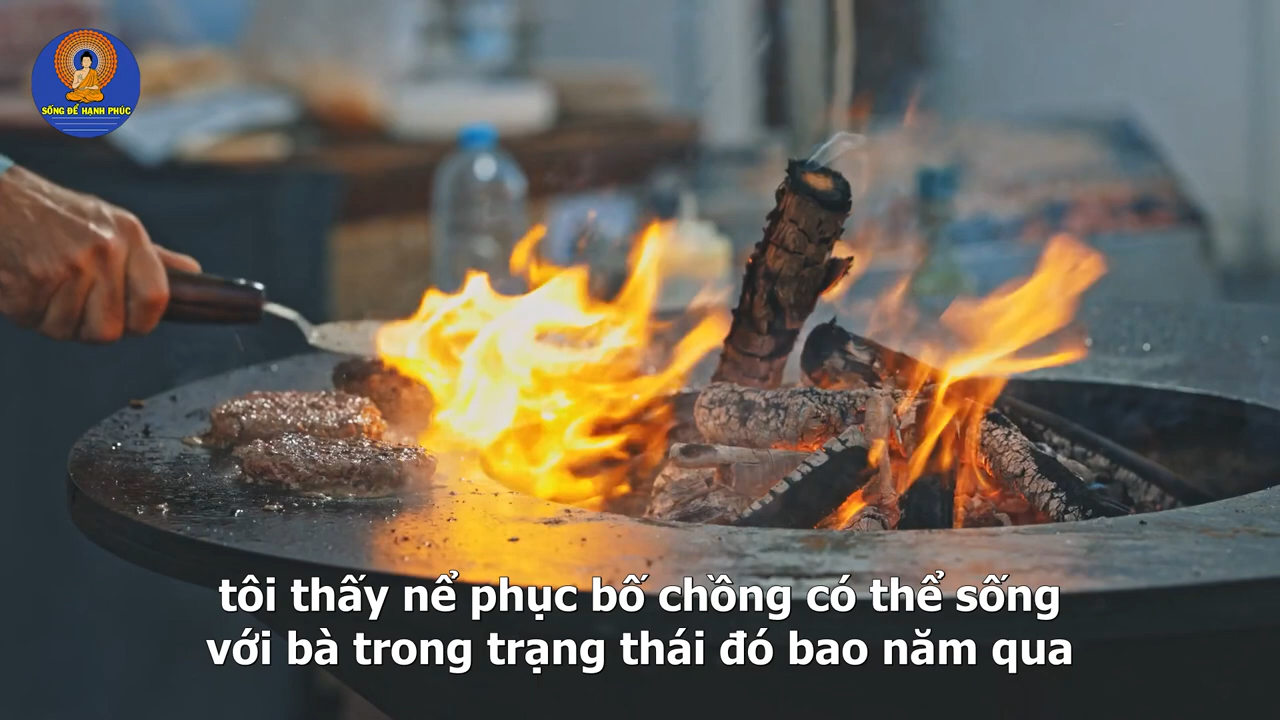 SỐNG ĐỂ HẠNH PHÚC
tôi thấy nể phục bố chồng có thể sống
với bà trong trạng thái đó bao năm qua